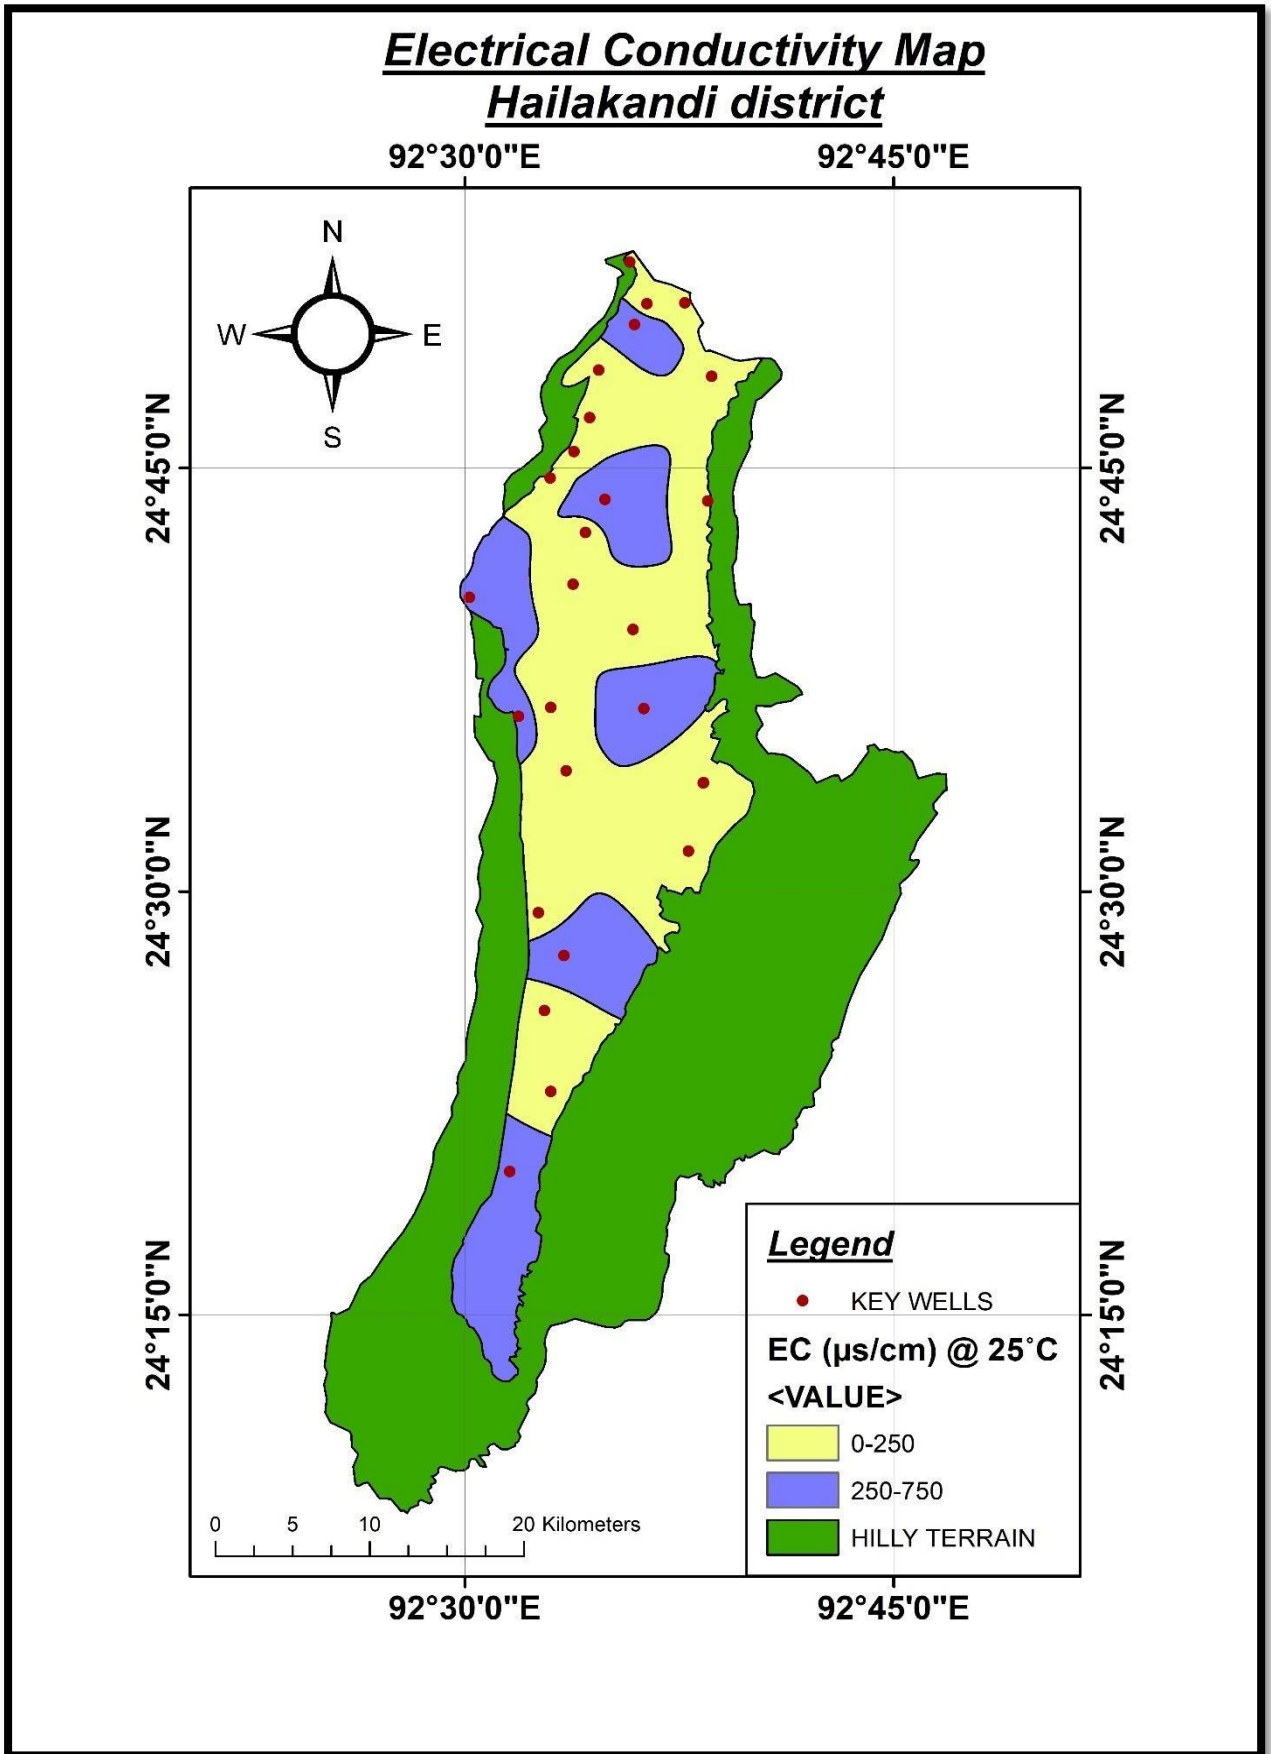 Electrical Conductivity Map
Hailakandi district
92°30'0"E
92°45'0"E
N
W
E
S
24°45'0"N
24°45'0"N
24°30'0"N
24°30'0"N
24°15'0"N
24°15'0"N
Legend
KEY WELLS
EC (µs/cm) @ 25°C
<VALUE>
0-250
250-750
HILLY TERRAIN
0 5 10 20 Kilometers
92°30'0"E
92°45'0"E